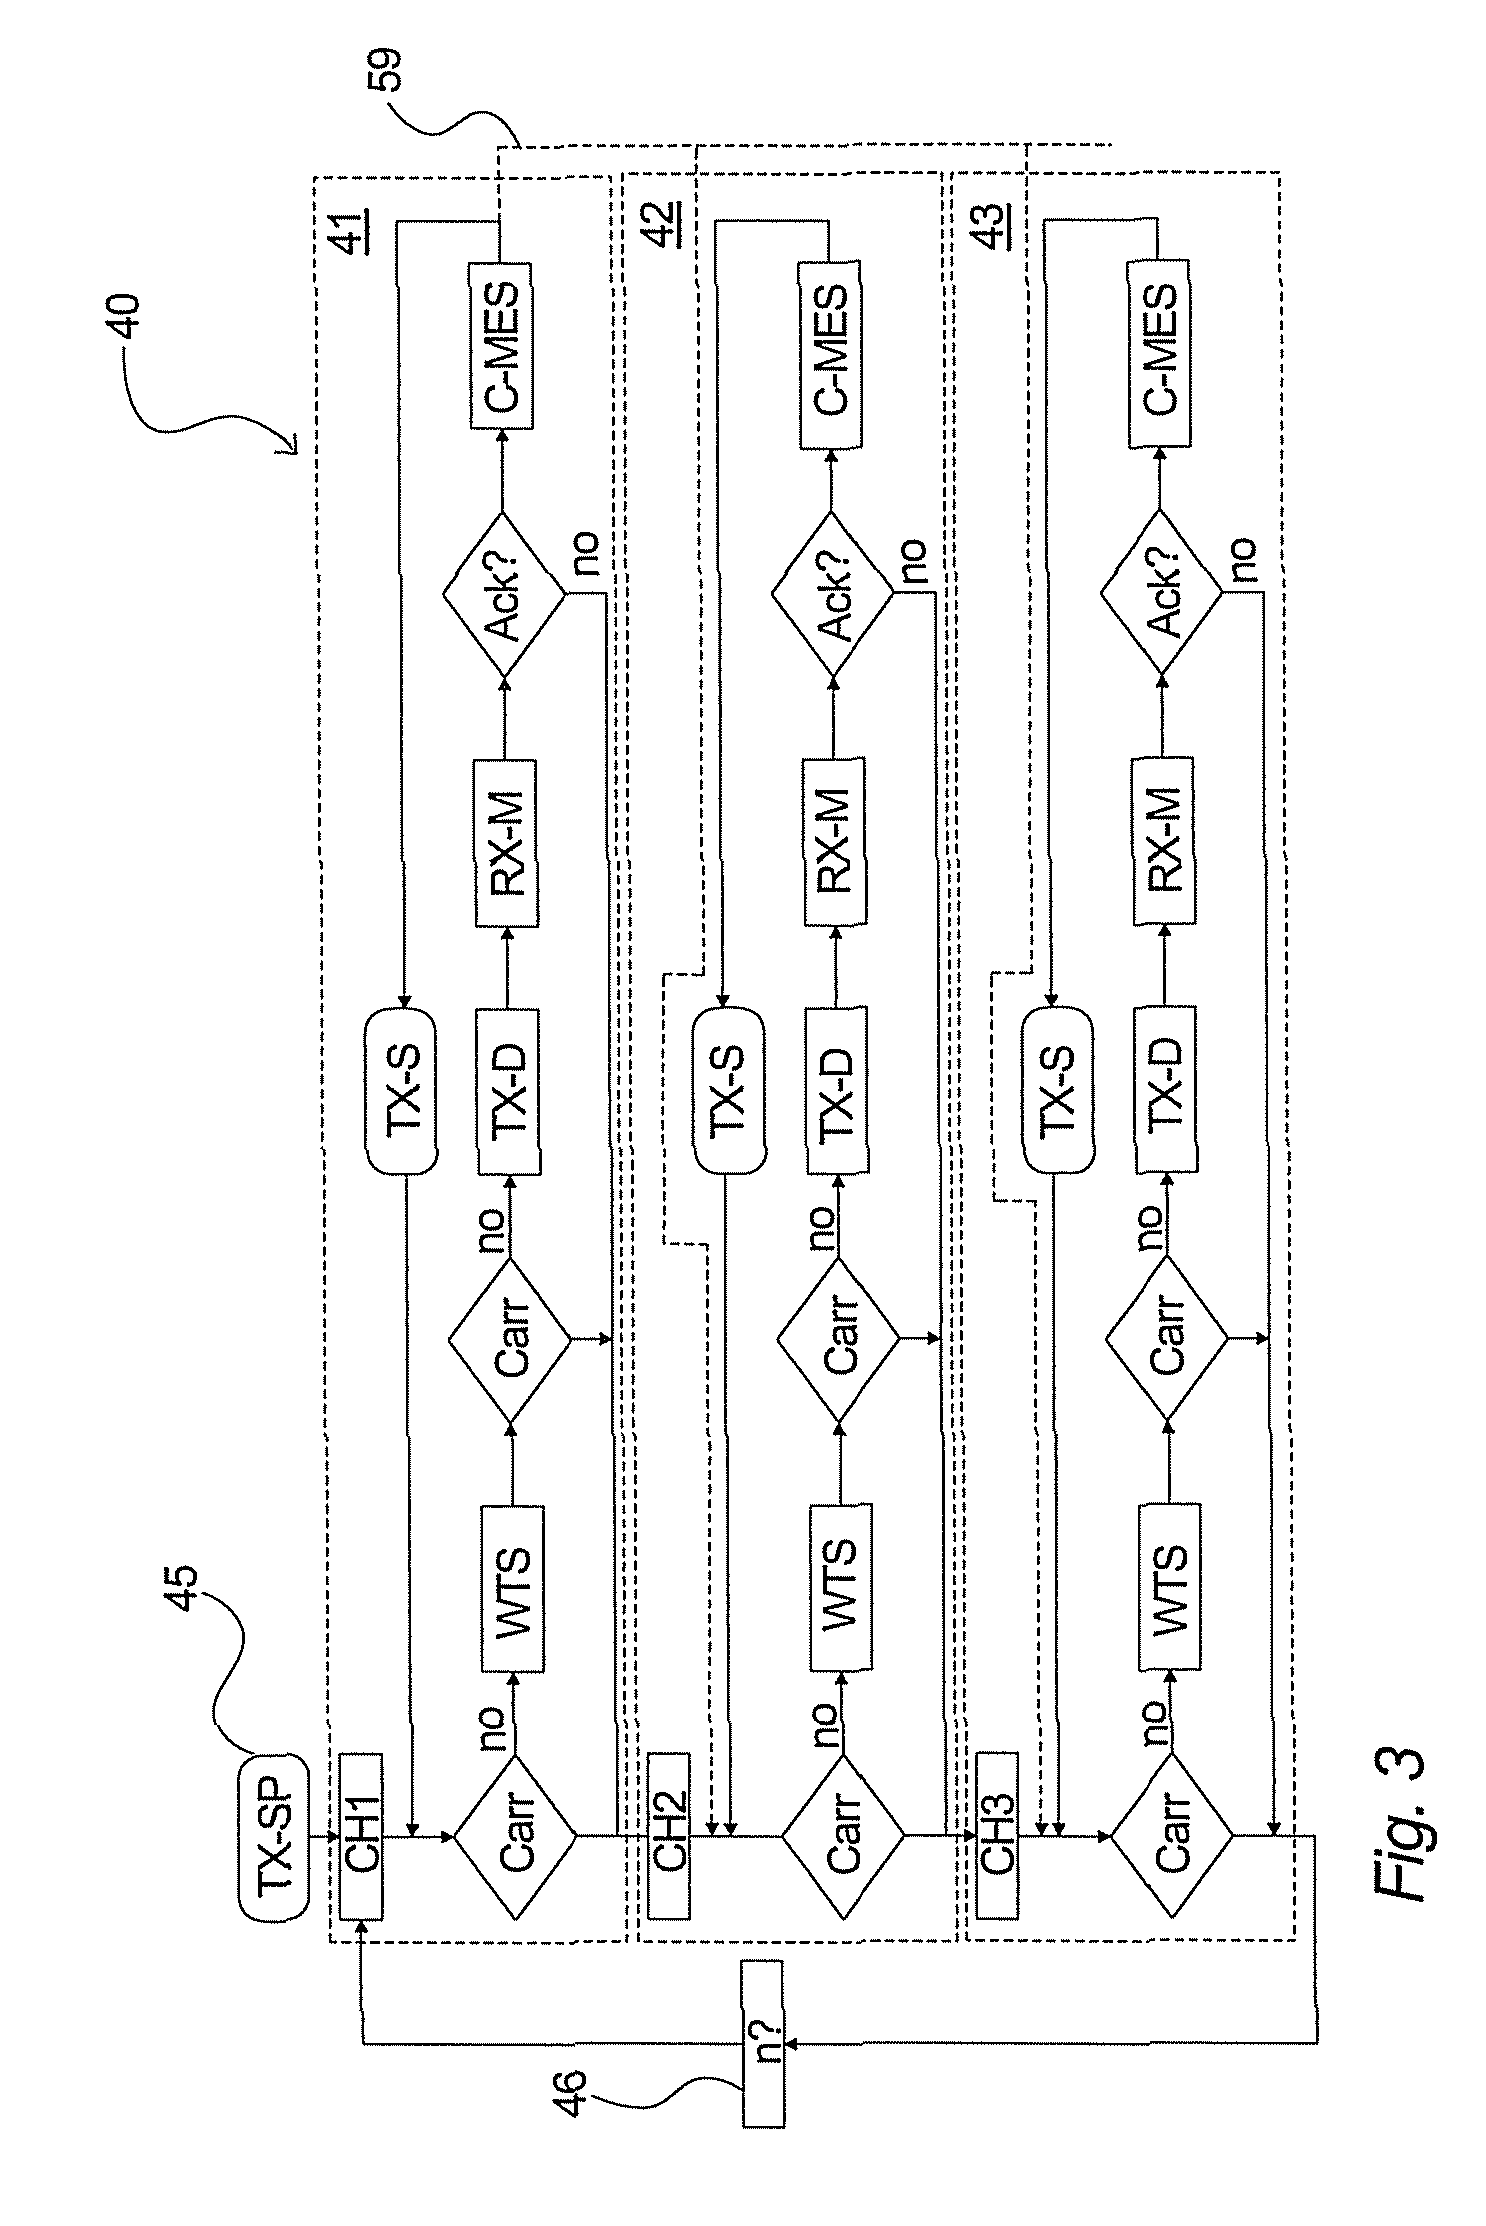 40
59
45
TX-SP
41
CH1
TX-S
Carr
no
WTS
Carr
no
TX-D
RX-M
Ack?
no
C-MES
42
CH2
TX-S
Carr
no
WTS
Carr
no
TX-D
RX-M
Ack?
no
C-MES
43
CH3
TX-S
Carr
no
WTS
Carr
no
TX-D
RX-M
Ack?
no
C-MES
46
n?
Fig. 3